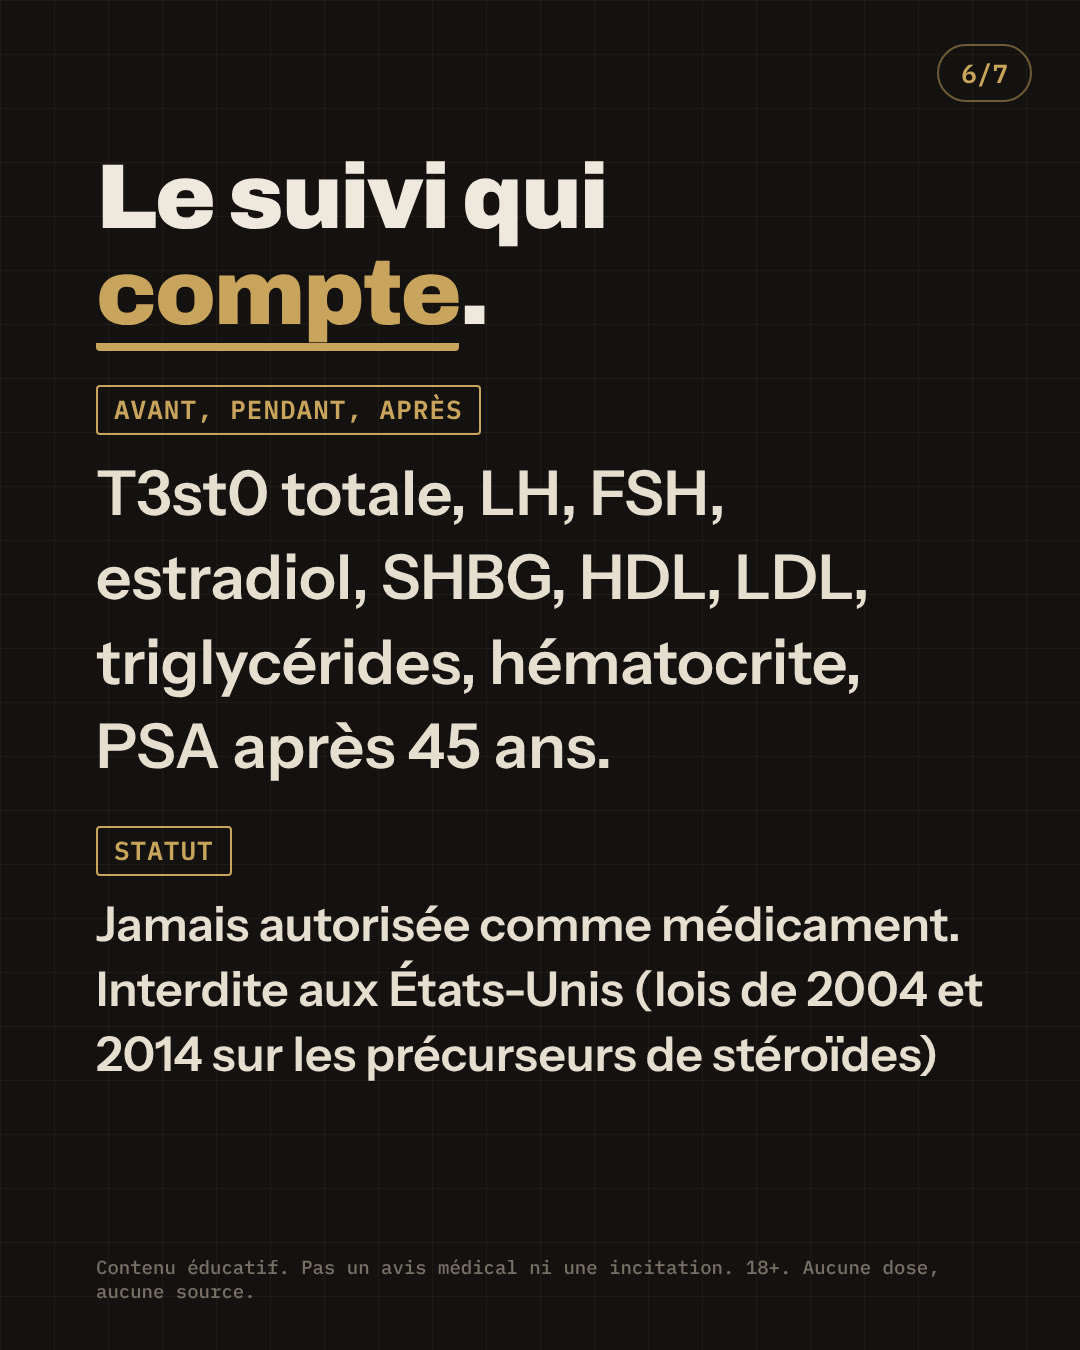 6/7
Le suivi qui
compte.
AVANT, PENDANT, APRÈS
T3st0 totale, LH, FSH,
estradiol, SHBG, HDL, LDL,
triglycérides, hématocrite,
PSA après 45 ans.
STATUT
Jamais autorisée comme médicament.
Interdite aux États-Unis (lois de 2004 et
2014 sur les précurseurs de stéroïdes)
Contenu éducatif. Pas un avis médical ni une incitation. 18+. Aucune dose,
aucune source.